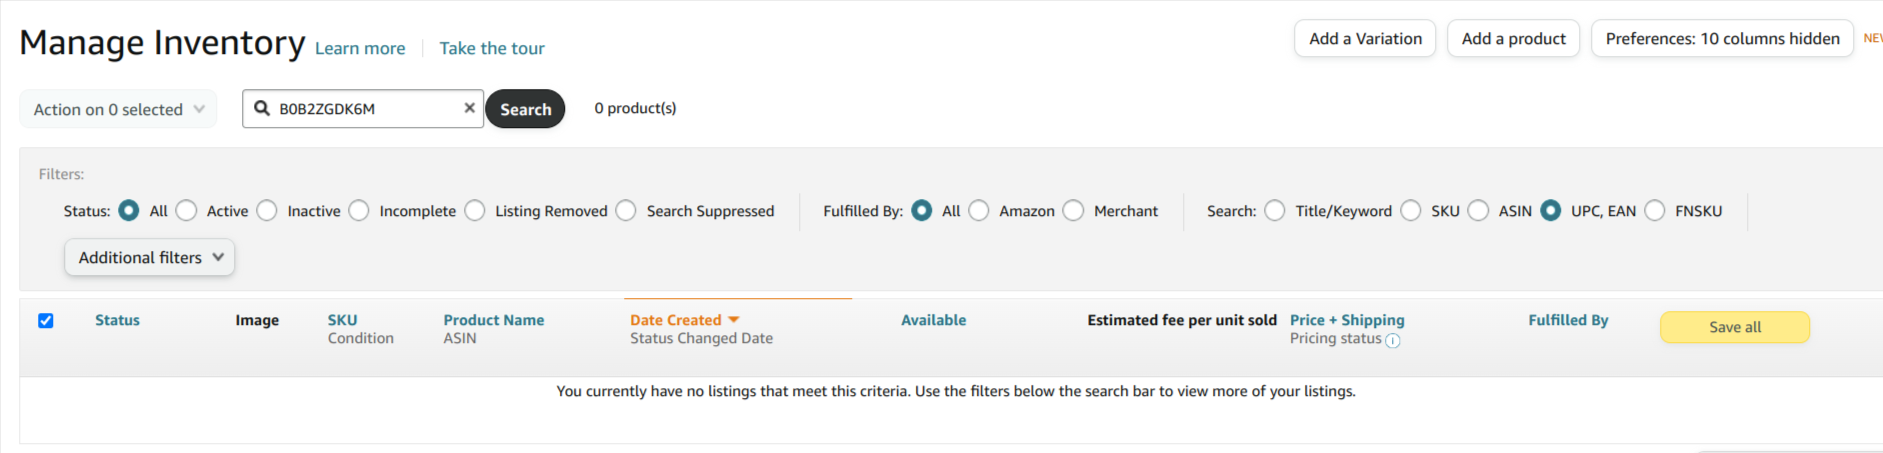 Manage Inventory Learn more Take the tour Add a Variation Add a product Preferences: 10 columns hidden
Action on 0 selected B0B2ZGDK6M × Search 0 product(s)
Filters:
Status: All Active Inactive Incomplete Listing Removed Search Suppressed Fulfilled By: All Amazon Merchant Search: Title/Keyword SKU ASIN UPC, EAN FNSKU
Additional filters
Status Image SKU Product Name Date Created Available Estimated fee per unit sold Price + Shipping Fulfilled By Save all
Condition ASIN Status Changed Date Pricing status i
You currently have no listings that meet this criteria. Use the filters below the search bar to view more of your listings.